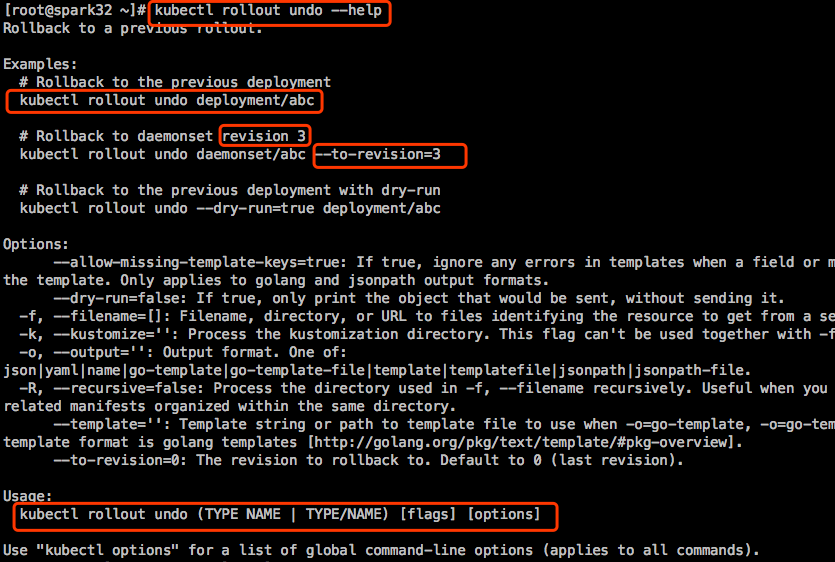 [root@spark32 ~]# kubectl rollout undo --help
Rollback to a previous rollout.
Examples:
# Rollback to the previous deployment
kubectl rollout undo deployment/abc
# Rollback to daemonset revision 3
kubectl rollout undo daemonset/abc --to-revision=3
# Rollback to the previous deployment with dry-run
kubectl rollout undo --dry-run=true deployment/abc
Options:
--allow-missing-template-keys=true: If true, ignore any errors in templates when a field or m
the template. Only applies to golang and jsonpath output formats.
--dry-run=false: If true, only print the object that would be sent, without sending it.
-f, --filename=[]: Filename, directory, or URL to files identifying the resource to get from a se
-k, --kustomize='': Process the kustomization directory. This flag can't be used together with -f
-o, --output='': Output format. One of:
json|yaml|name|go-template|go-template-file|template|templatefile|jsonpath|jsonpath-file.
-R, --recursive=false: Process the directory used in -f, --filename recursively. Useful when you
related manifests organized within the same directory.
--template='': Template string or path to template file to use when -o=go-template, -o=go-tem
template format is golang templates [http://golang.org/pkg/text/template/#pkg-overview].
--to-revision=0: The revision to rollback to. Default to 0 (last revision).
Usage:
kubectl rollout undo (TYPE NAME | TYPE/NAME) [flags] [options]
Use "kubectl options" for a list of global command-line options (applies to all commands).